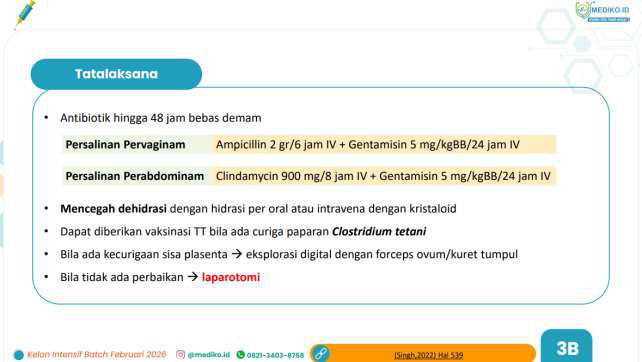 MEDIKO.ID
Tatalaksana
• Antibiotik hingga 48 jam bebas demam
Persalinan Pervaginam Ampicillin 2 gr/6 jam IV + Gentamisin 5 mg/kgBB/24 jam IV
Persalinan Perabdominam Clindamycin 900 mg/8 jam IV + Gentamisin 5 mg/kgBB/24 jam IV
• Mencegah dehidrasi dengan hidrasi per oral atau intravena dengan kristaloid
• Dapat diberikan vaksinasi TT bila ada curiga paparan Clostridium tetani
• Bila ada kecurigaan sisa plasenta → eksplorasi digital dengan forceps ovum/kuret tumpul
• Bila tidak ada perbaikan → laparotomi
Kelan Intensif Batch Februari 2026 @mediko.id 0821-3403-8758 (Singh,2022) Hal 539 3B